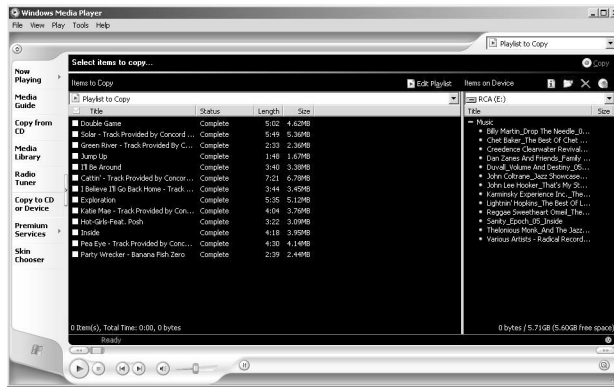 Windows Media Player
File View Play Tools Help
Playlist to Copy
Now Playing
Media Guide
Copy from CD
Media Library
Radio Tuner
Copy to CD or Device
Premium Services
Skin Chooser
Select items to copy...
Copy
Items to Copy
Edit Playlist
Items on Device
Playlist to Copy
RCA (E:)
Title Status Length Size
Title Size
Double Game Complete 5:02 4.62MB
Solar - Track Provided by Concord ... Complete 5:49 5.36MB
Green River - Track Provided By C... Complete 2:33 2.36MB
Jump Up Complete 1:48 1.67MB
I'll Be Around Complete 3:40 3.38MB
Cattin' - Track Provided by Concor... Complete 7:21 6.78MB
I Believe I'll Go Back Home - Track ... Complete 3:44 3.45MB
Exploration Complete 5:35 5.12MB
Katie Mae - Track Provided by Con... Complete 4:04 3.76MB
Hot-Girls-Feat. Posh Complete 3:22 3.09MB
Inside Complete 4:18 3.95MB
Pea Eye - Track Provided by Conc... Complete 4:30 4.14MB
Party Wrecker - Banana Fish Zero Complete 2:39 2.44MB
Music
Billy Martin_Drop The Needle_0...
Chet Baker_The Best Of Chet ...
Creedence Clearwater Revival...
Dan Zanes And Friends_Family ...
Duvall_Volume And Destiny_05...
John Coltrane_Jazz Showcase...
John Lee Hooker_That's My St...
Karminsky Experience Inc._The...
Lightnin' Hopkins_The Best Of L...
Reggae Sweetheart Omeil_The...
Sanity_Epoch_05_Inside
Thelonious Monk_And The Jazz...
Various Artists - Radical Record...
0 Item(s), Total Time: 0:00, 0 bytes
0 bytes / 5.71GB (5.60GB free space)
Ready